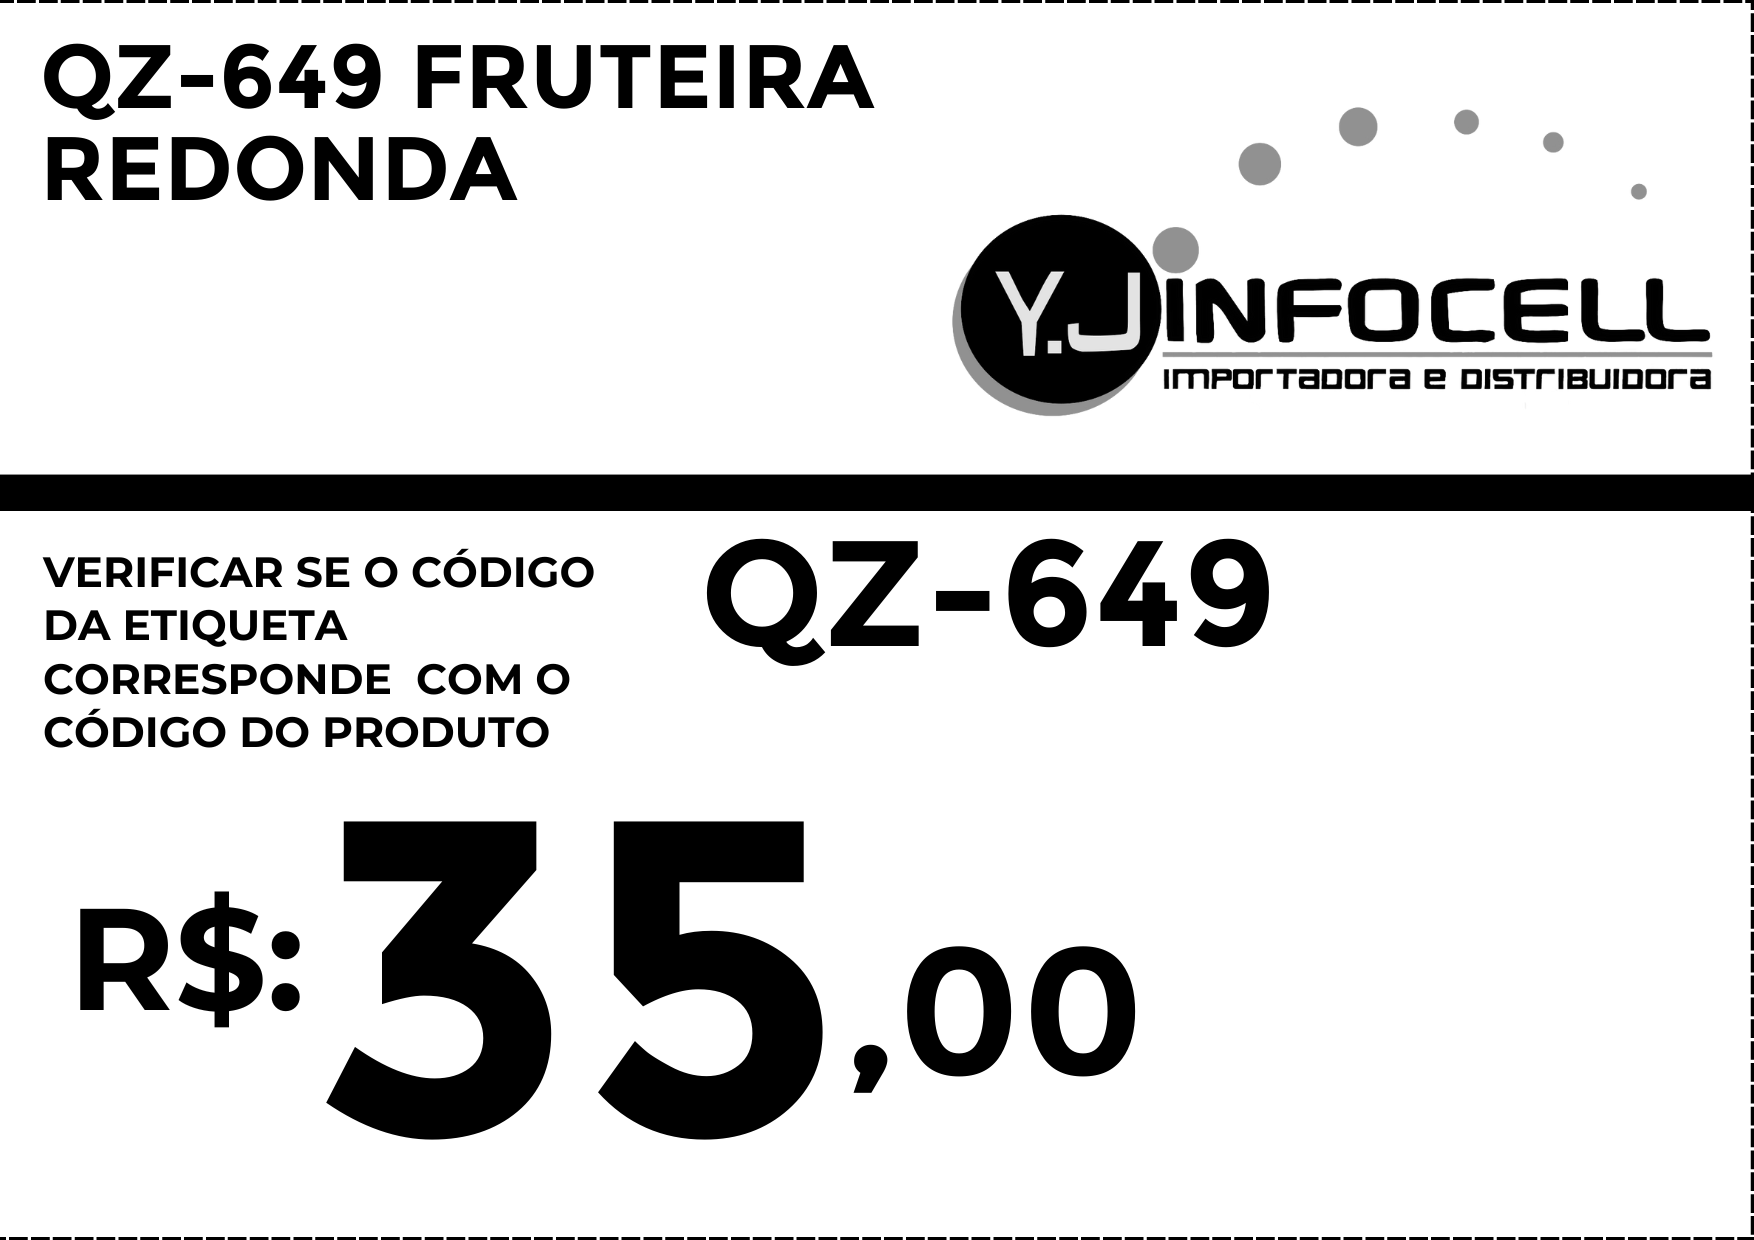 QZ-649 FRUTEIRA
REDONDA
Y.J INFOCELL
IMPORTADORA E DISTRIBUIDORA
VERIFICAR SE O CÓDIGO
DA ETIQUETA
CORRESPONDE COM O
CÓDIGO DO PRODUTO
QZ-649
R$: 35,00